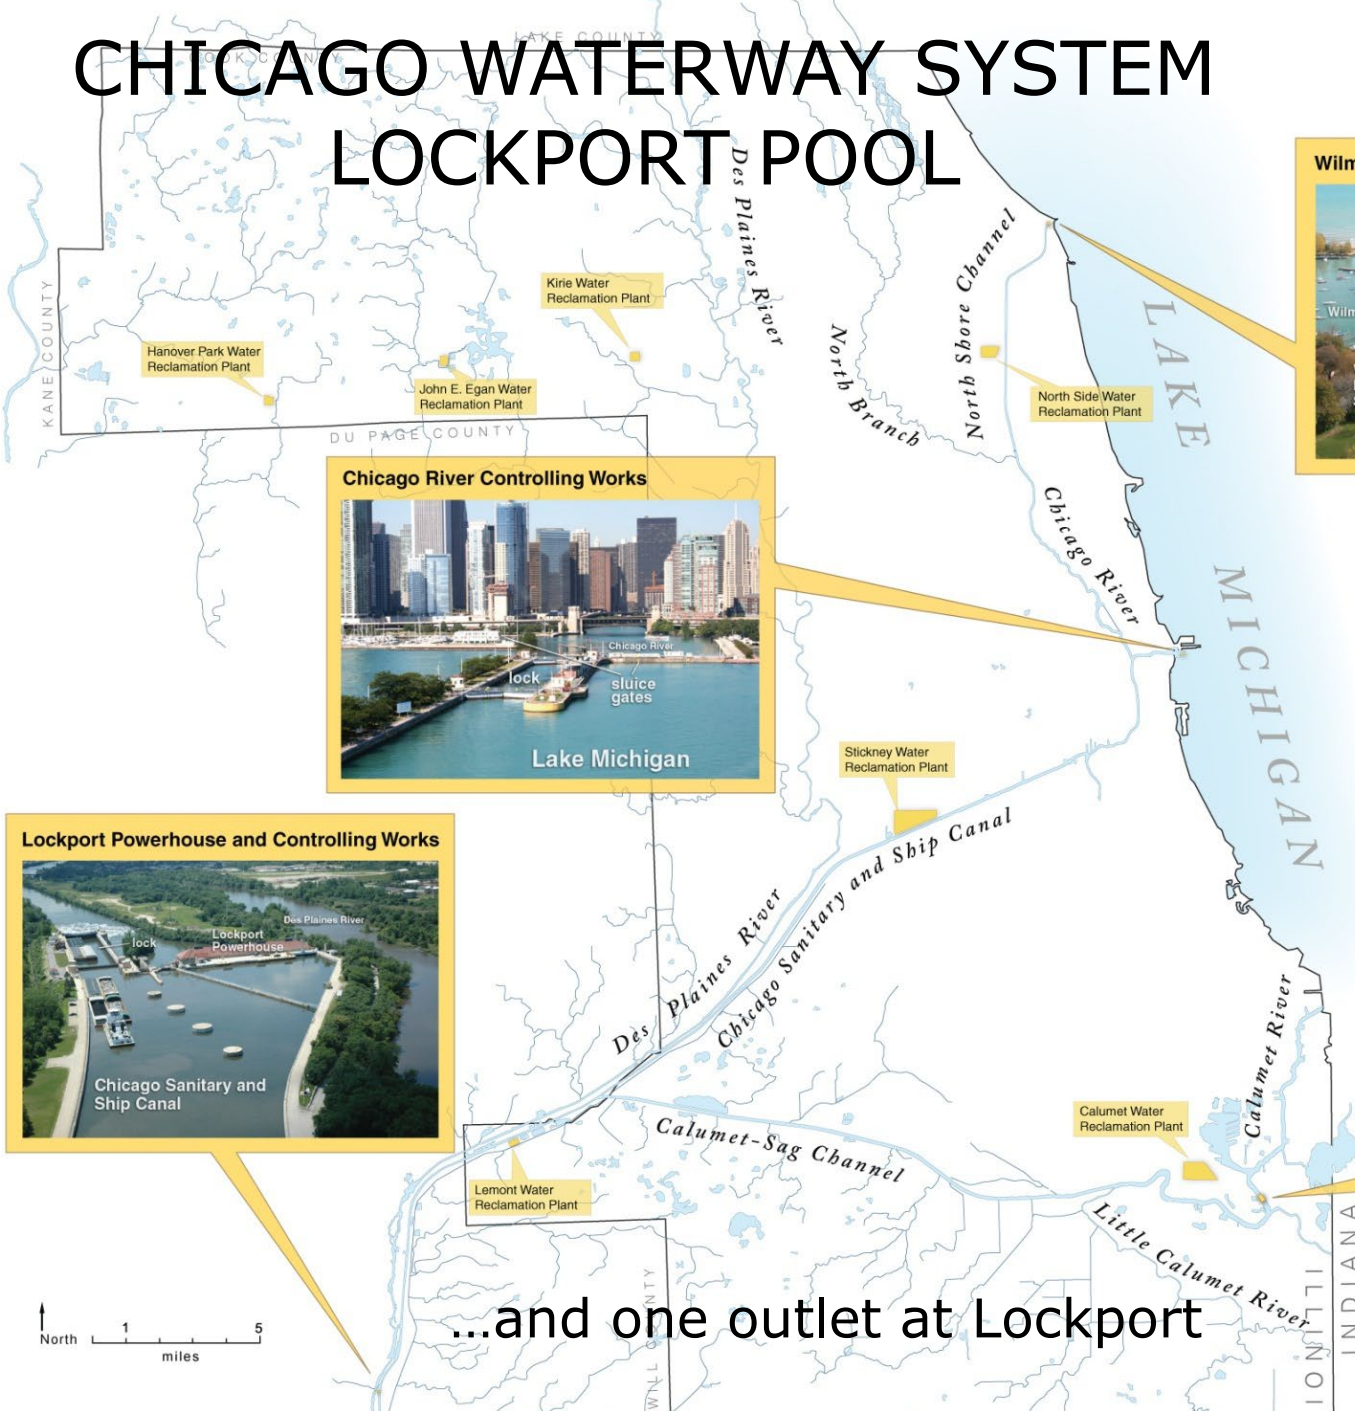 CHICAGO WATERWAY SYSTEM
LOCKPORT POOL
LAKE COUNTY
COOK COUNTY
KANE COUNTY
DU PAGE COUNTY
Des Plaines River
North Branch
North Shore Channel
Kirie Water
Reclamation Plant
Hanover Park Water
Reclamation Plant
John E. Egan Water
Reclamation Plant
North Side Water
Reclamation Plant
LAKE
MICHIGAN
Chicago River Controlling Works
Chicago River
lock
sluice
gates
Lake Michigan
Chicago River
Stickney Water
Reclamation Plant
Chicago Sanitary and Ship Canal
Des Plaines River
Lockport Powerhouse and Controlling Works
Des Plaines River
lock
Lockport
Powerhouse
Chicago Sanitary and
Ship Canal
Calumet-Sag Channel
Calumet River
Calumet Water
Reclamation Plant
Lemont Water
Reclamation Plant
Little Calumet River
INDIANA
...and one outlet at Lockport
North
1
5
miles